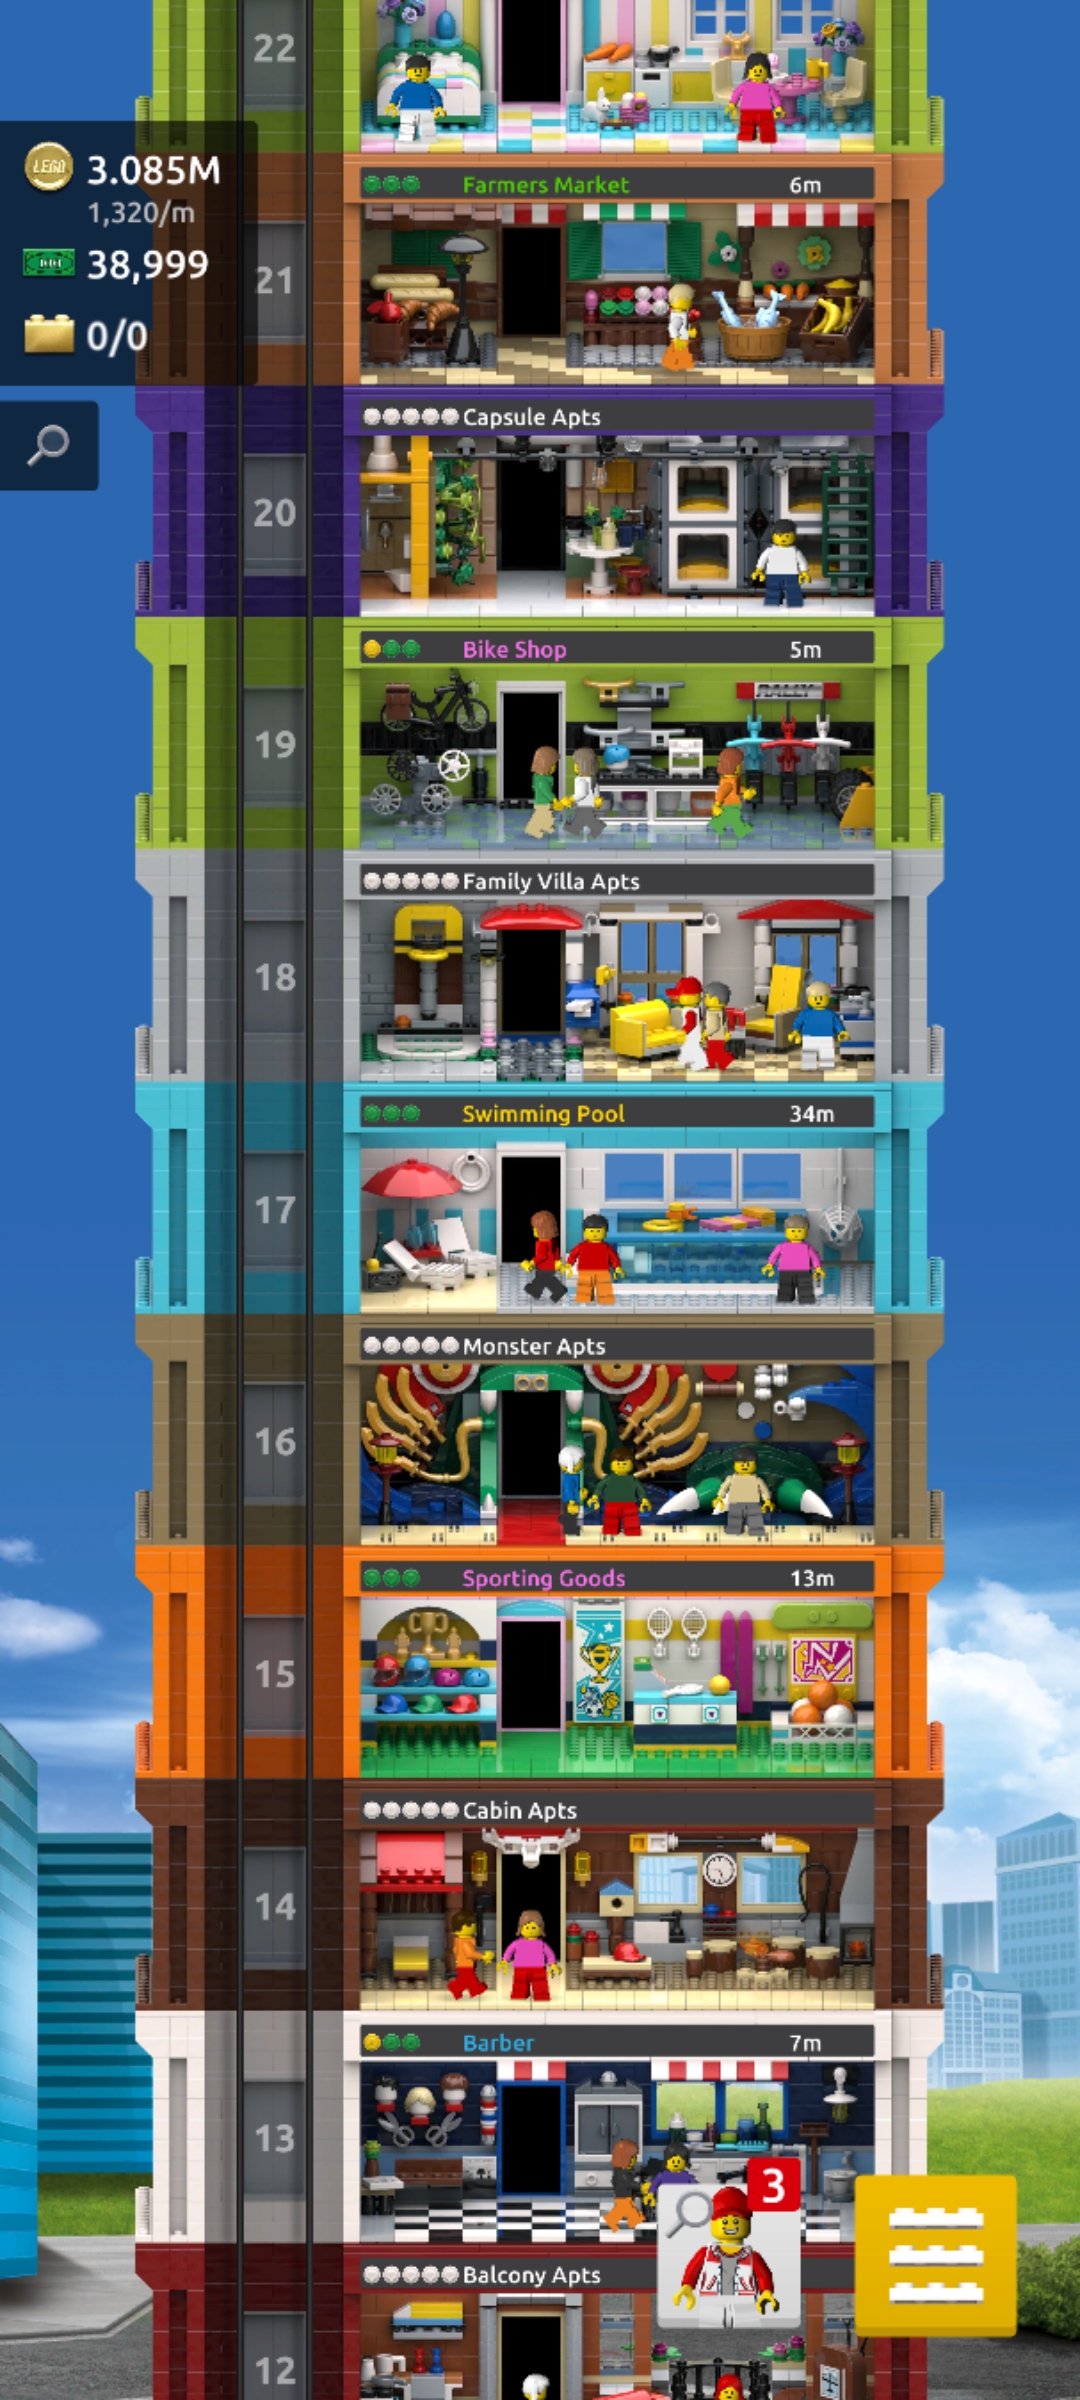 22
LEGO 3.085M
1,320/m
38,999
0/0
Farmers Market 6m
21
Capsule Apts
20
Bike Shop 5m
RALLY
19
Family Villa Apts
18
Swimming Pool 34m
17
Monster Apts
16
Sporting Goods 13m
15
Cabin Apts
14
Barber 7m
13
3
Balcony Apts
12